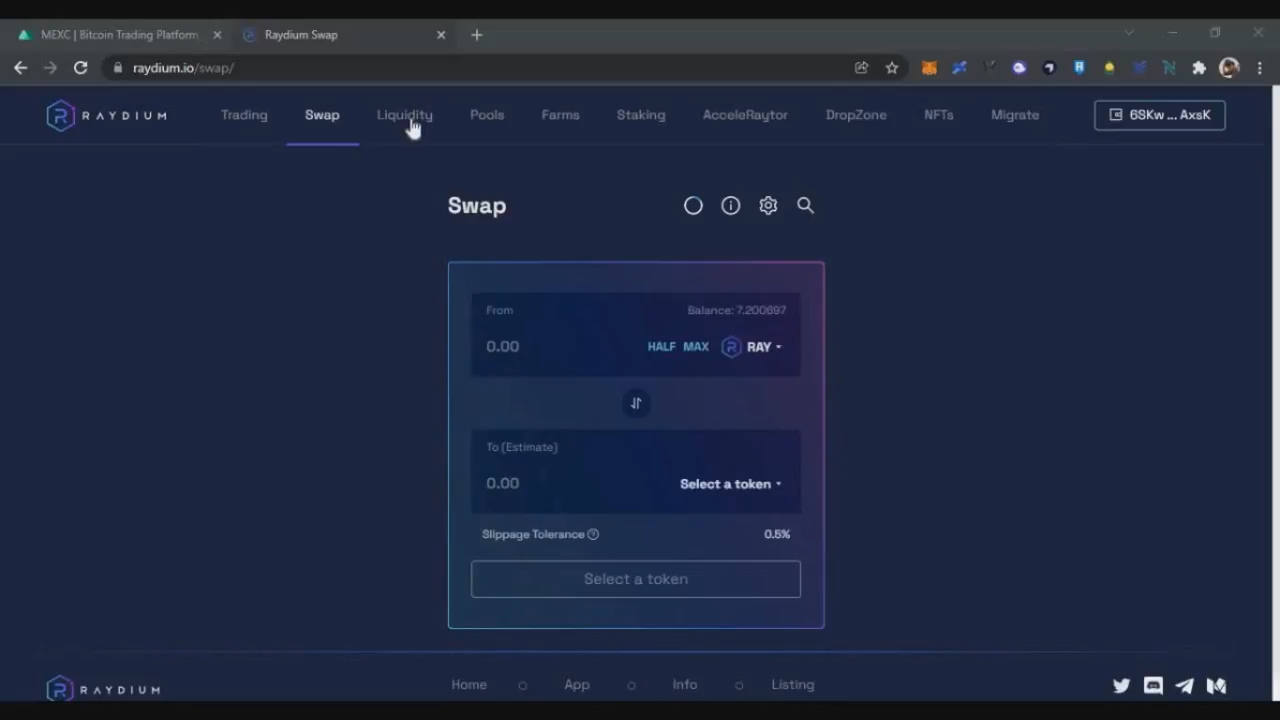 MEXC | Bitcoin Trading Platform
Raydium Swap
raydium.io/swap/
RAYDIUM Trading Swap Liquidity Pools Farms Staking AcceleRaytor DropZone NFTs Migrate 6SKw ... AxsK
Swap
From Balance: 7.200697
0.00 HALF MAX RAY
To (Estimate)
0.00 Select a token
Slippage Tolerance 0.5%
Select a token
RAYDIUM Home App Info Listing